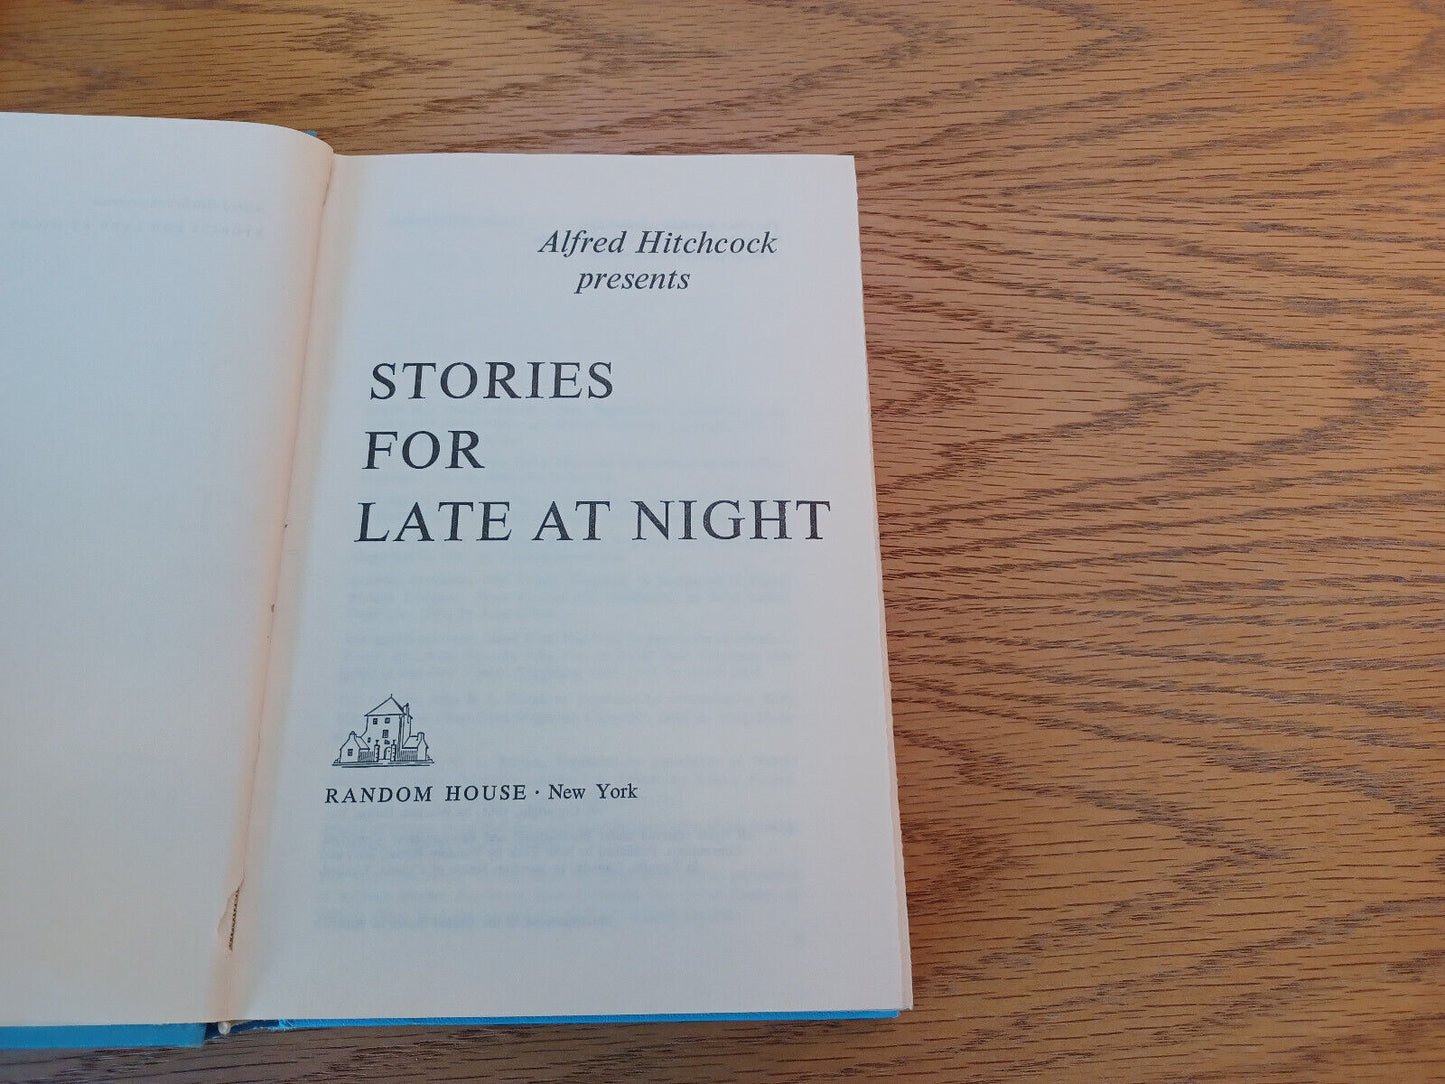 Alfred Hitchcock
presents
STORIES
FOR
LATE AT NIGHT
RANDOM HOUSE · New York